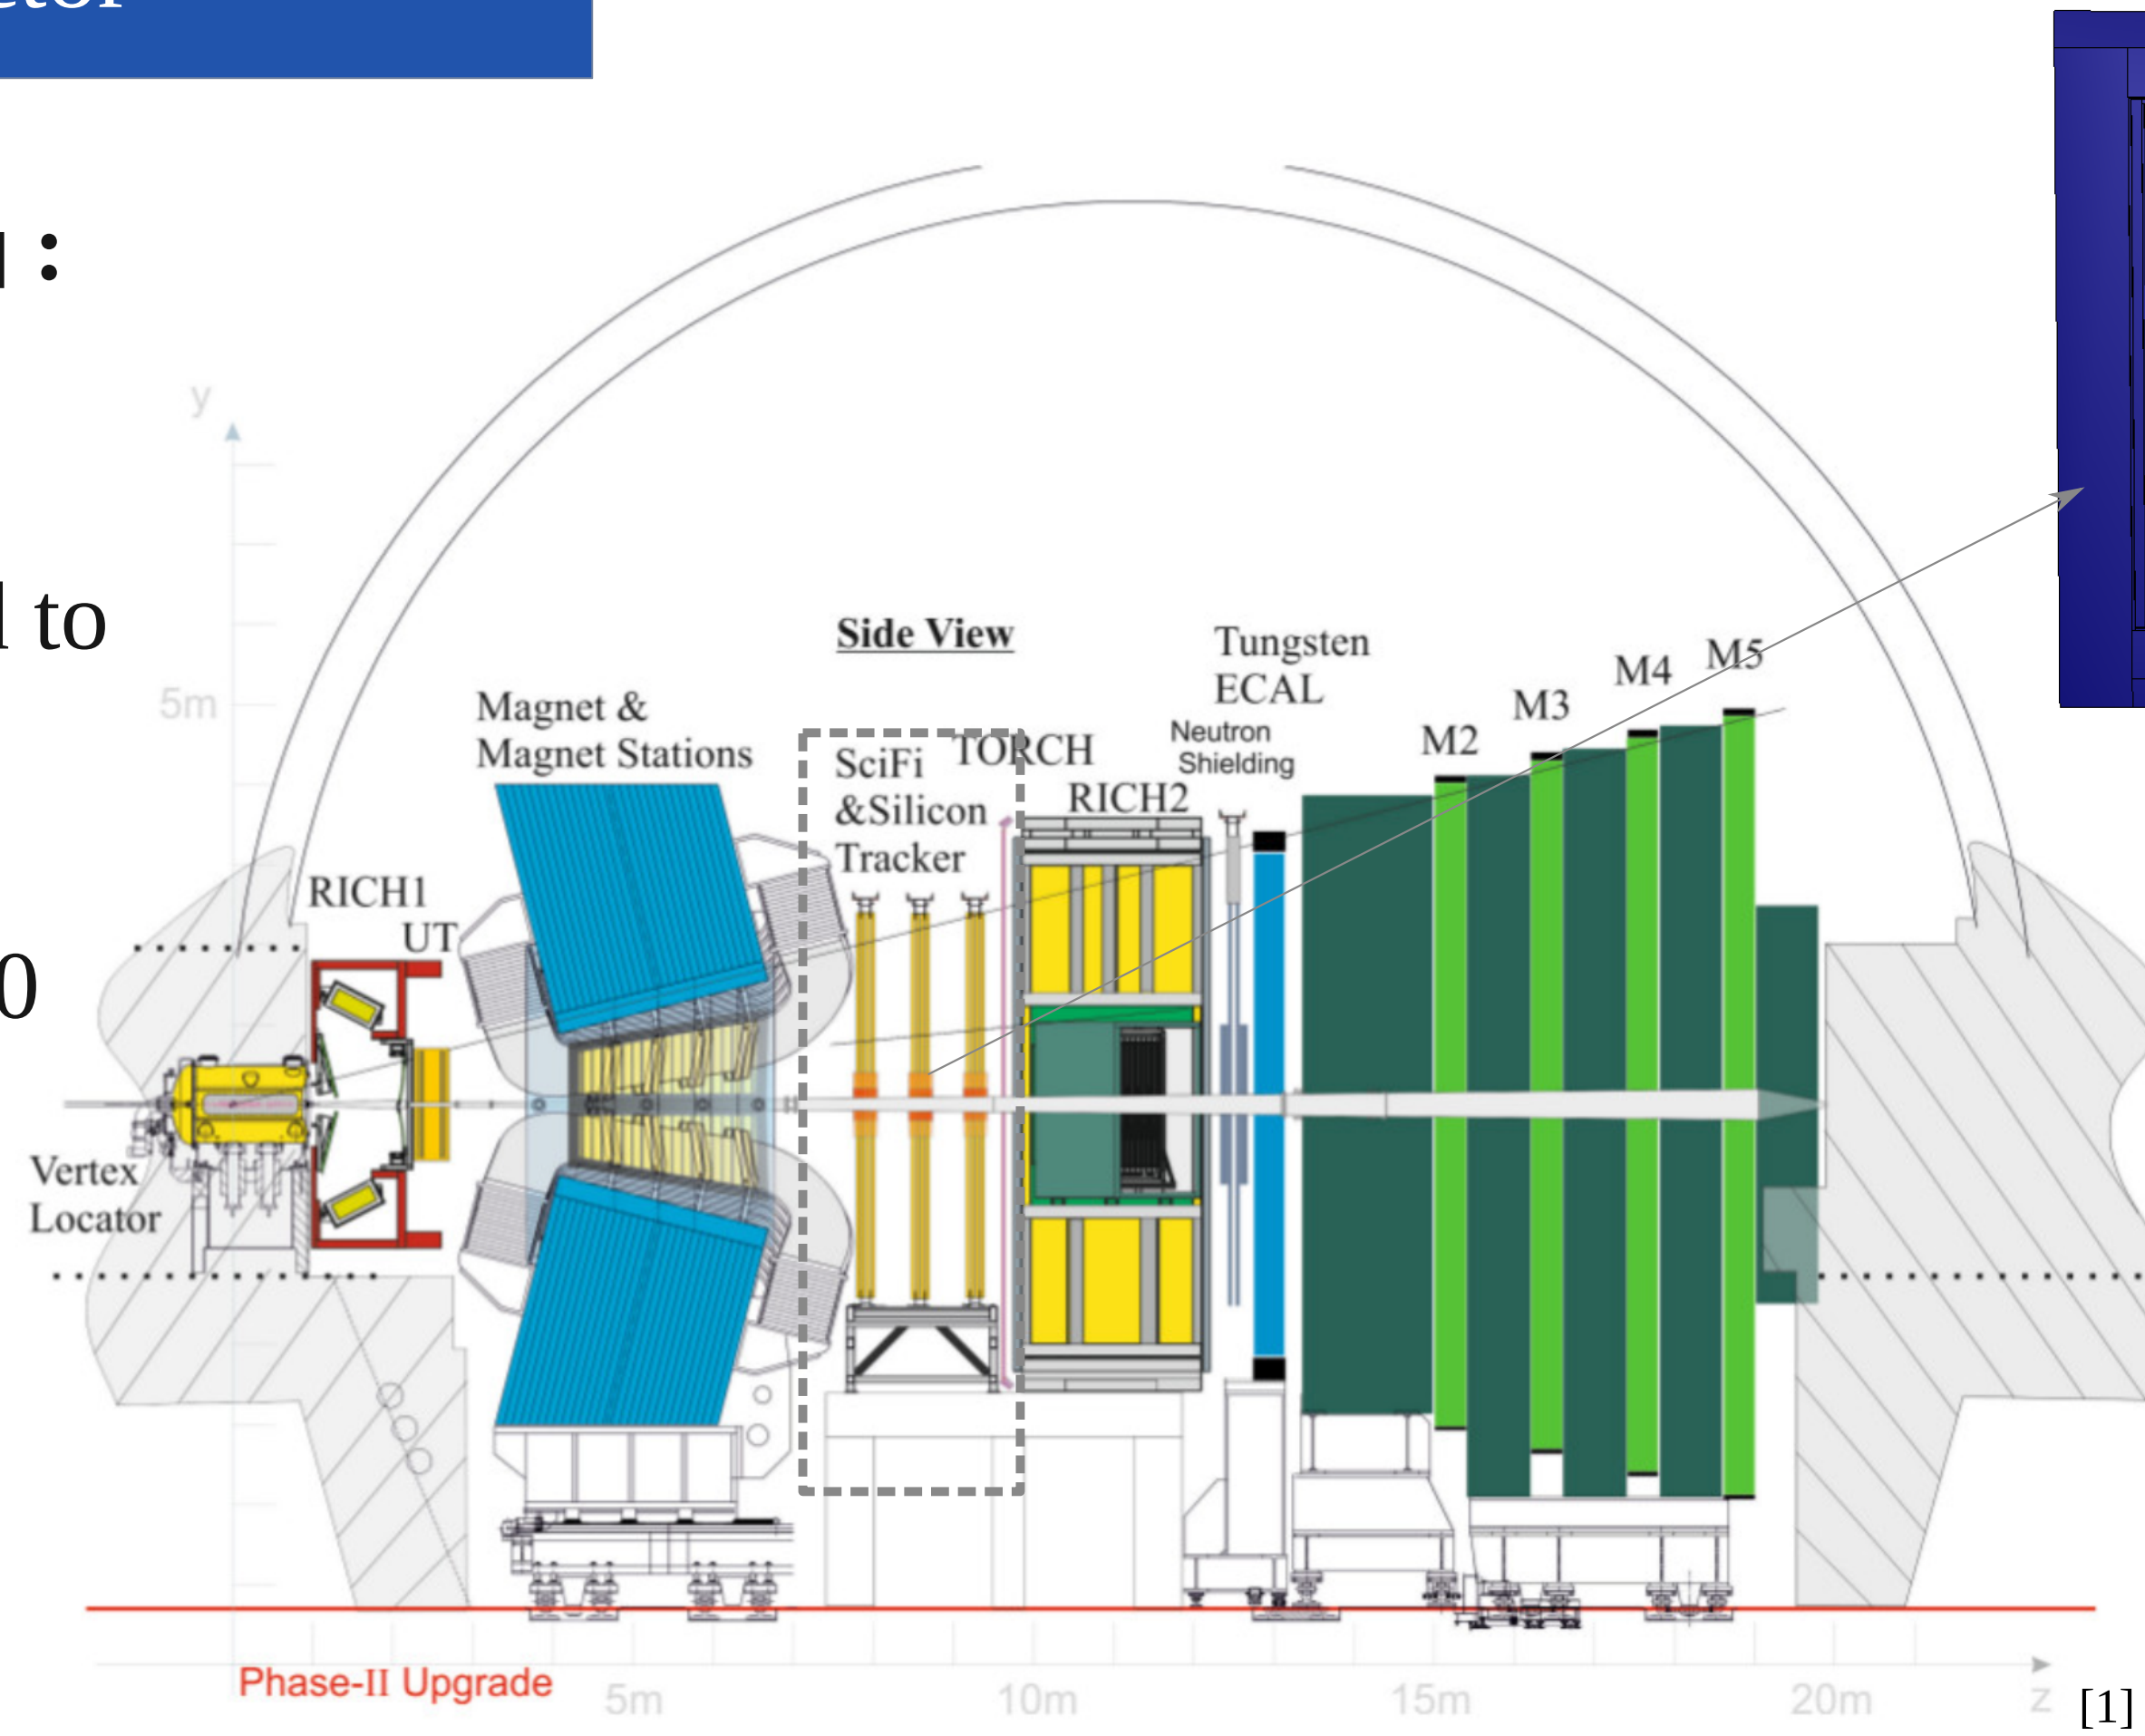 :
to
0
y
5m
Side View
Magnet &
Magnet Stations
SciFi
&Silicon
Tracker
TORCH
RICH2
Tungsten
ECAL
Neutron
Shielding
M2
M3
M4
M5
RICH1
UT
Vertex
Locator
Phase-II Upgrade
5m
10m
15m
20m
z
[1]